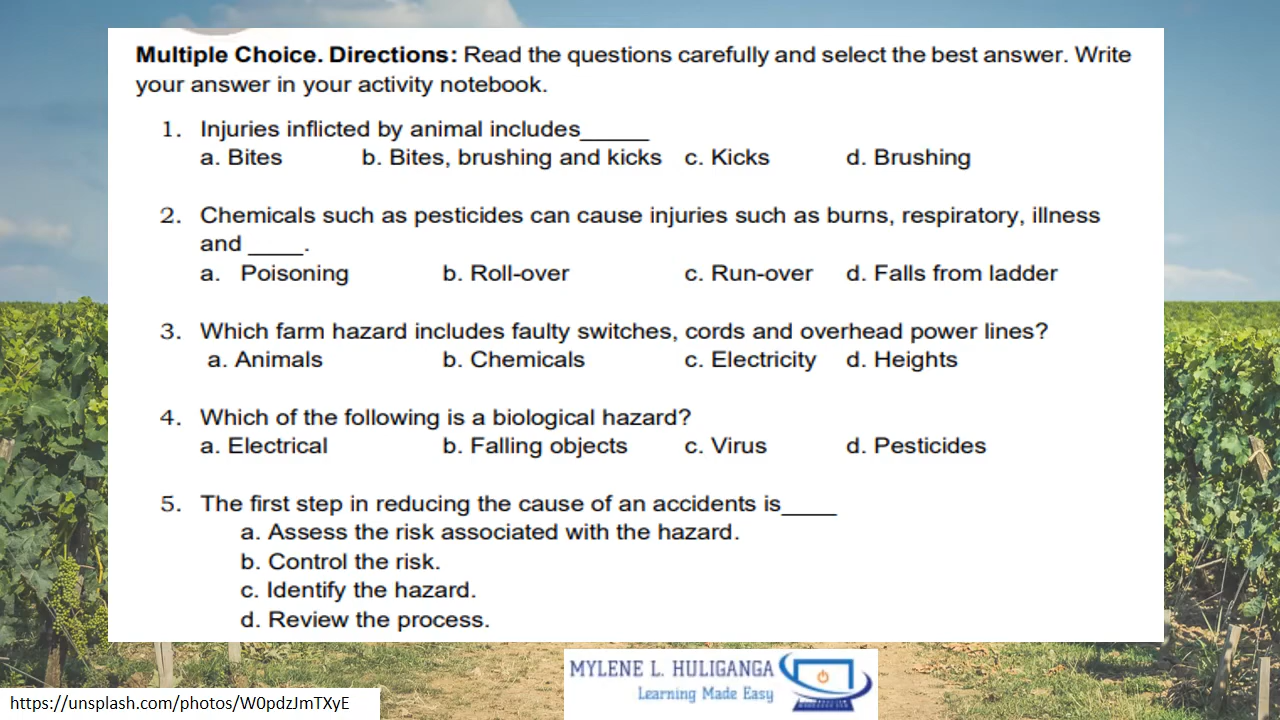 Multiple Choice. Directions: Read the questions carefully and select the best answer. Write
your answer in your activity notebook.
1. Injuries inflicted by animal includes_____
a. Bites b. Bites, brushing and kicks c. Kicks d. Brushing
2. Chemicals such as pesticides can cause injuries such as burns, respiratory, illness
and ____.
a. Poisoning b. Roll-over c. Run-over d. Falls from ladder
3. Which farm hazard includes faulty switches, cords and overhead power lines?
a. Animals b. Chemicals c. Electricity d. Heights
4. Which of the following is a biological hazard?
a. Electrical b. Falling objects c. Virus d. Pesticides
5. The first step in reducing the cause of an accidents is____
a. Assess the risk associated with the hazard.
b. Control the risk.
c. Identify the hazard.
d. Review the process.
MYLENE L. HULIGANGA
Learning Made Easy
https://unsplash.com/photos/W0pdzJmTXyE